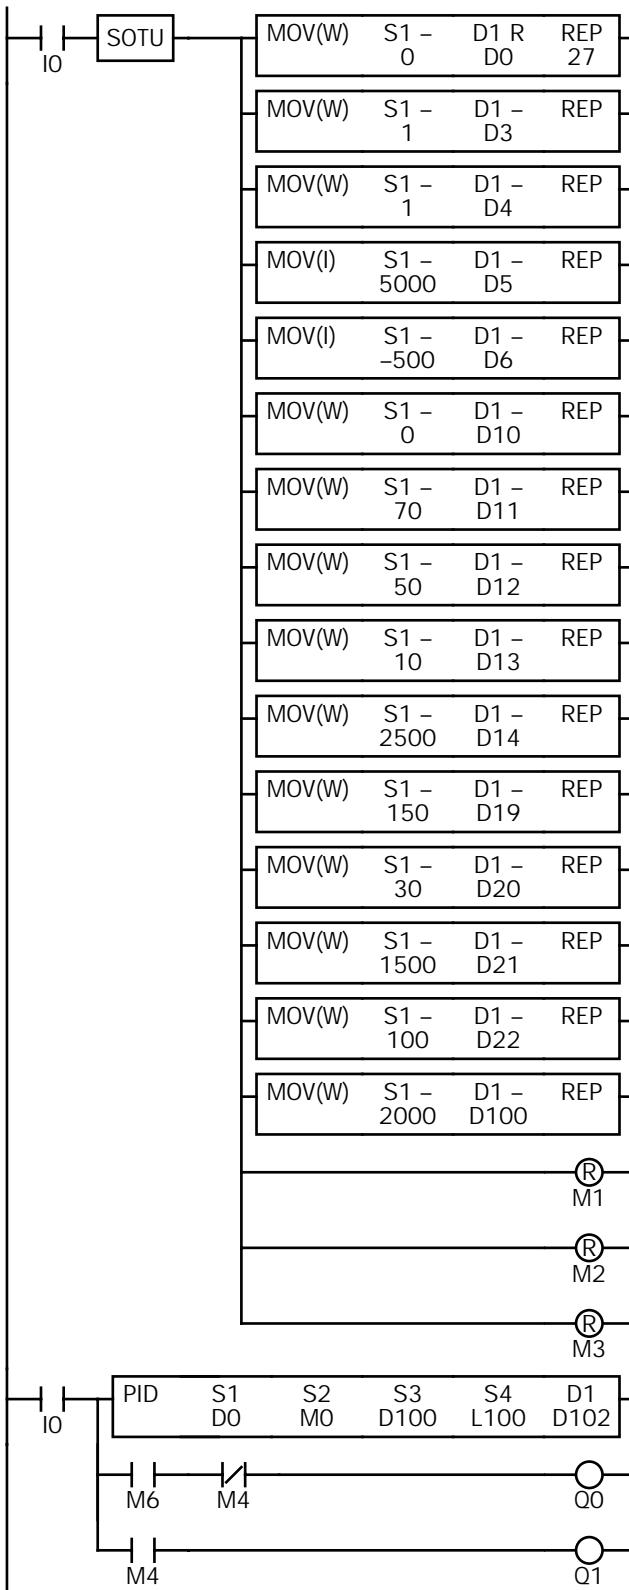 SOTU MOV(W) S1 – D1 R REP
I0 0 D0 27
MOV(W) S1 – D1 – REP
1 D3
MOV(W) S1 – D1 – REP
1 D4
MOV(I) S1 – D1 – REP
5000 D5
MOV(I) S1 – D1 – REP
–500 D6
MOV(W) S1 – D1 – REP
0 D10
MOV(W) S1 – D1 – REP
70 D11
MOV(W) S1 – D1 – REP
50 D12
MOV(W) S1 – D1 – REP
10 D13
MOV(W) S1 – D1 – REP
2500 D14
MOV(W) S1 – D1 – REP
150 D19
MOV(W) S1 – D1 – REP
30 D20
MOV(W) S1 – D1 – REP
1500 D21
MOV(W) S1 – D1 – REP
100 D22
MOV(W) S1 – D1 – REP
2000 D100
R
M1
R
M2
R
M3
PID S1 S2 S3 S4 D1
I0 D0 M0 D100 L100 D102
M6 M4 Q0
M4 Q1